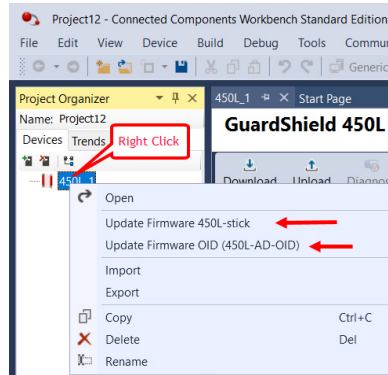 Project12 - Connected Components Workbench Standard Edition
File Edit View Device Build Debug Tools Commu
Generic
Project Organizer
450L_1 Start Page
Name: Project12
GuardShield 450L
Devices Trends
Right Click
450L_1
Download Upload Diagnos
Open
Update Firmware 450L-stick
Update Firmware OID (450L-AD-OID)
Import
Export
Copy Ctrl+C
Delete Del
Rename